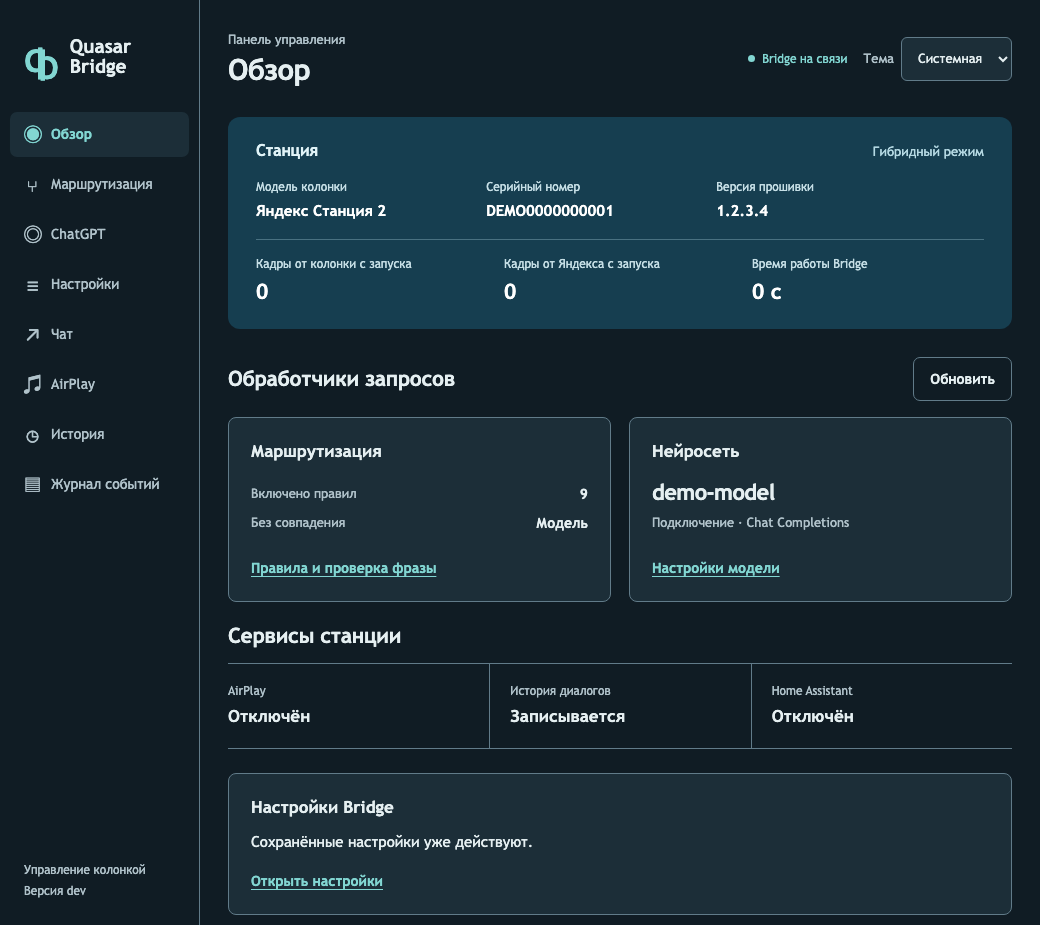 Quasar
Bridge
Обзор
Маршрутизация
ChatGPT
Настройки
Чат
AirPlay
История
Журнал событий
Управление колонкой
Версия dev
Панель управления
Обзор
Bridge на связи
Тема
Системная
Станция
Гибридный режим
Модель колонки
Серийный номер
Версия прошивки
Яндекс Станция 2
DEMO0000000001
1.2.3.4
Кадры от колонки с запуска
Кадры от Яндекса с запуска
Время работы Bridge
0
0
0 с
Обработчики запросов
Обновить
Маршрутизация
Включено правил
9
Без совпадения
Модель
Правила и проверка фразы
Нейросеть
demo-model
Подключение · Chat Completions
Настройки модели
Сервисы станции
AirPlay
Отключён
История диалогов
Записывается
Home Assistant
Отключён
Настройки Bridge
Сохранённые настройки уже действуют.
Открыть настройки